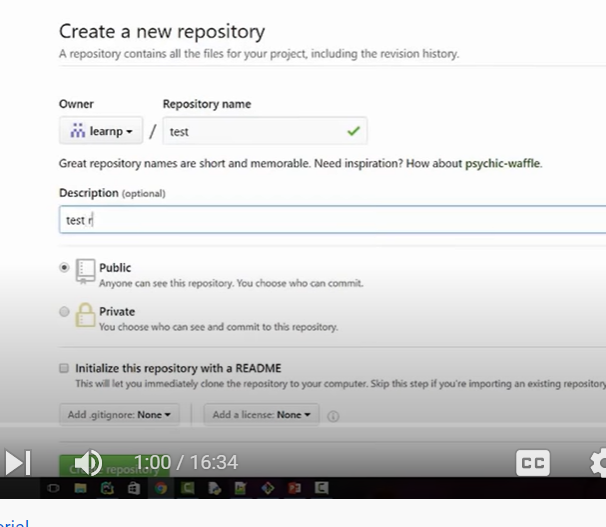 Create a new repository
A repository contains all the files for your project, including the revision history.
Owner Repository name
learnp / test
Great repository names are short and memorable. Need inspiration? How about psychic-waffle.
Description (optional)
test r
Public
Anyone can see this repository. You choose who can commit.
Private
You choose who can see and commit to this repository.
Initialize this repository with a README
This will let you immediately clone the repository to your computer. Skip this step if you're importing an existing repository
Add .gitignore: None Add a license: None
repository
1:00 / 16:34 CC